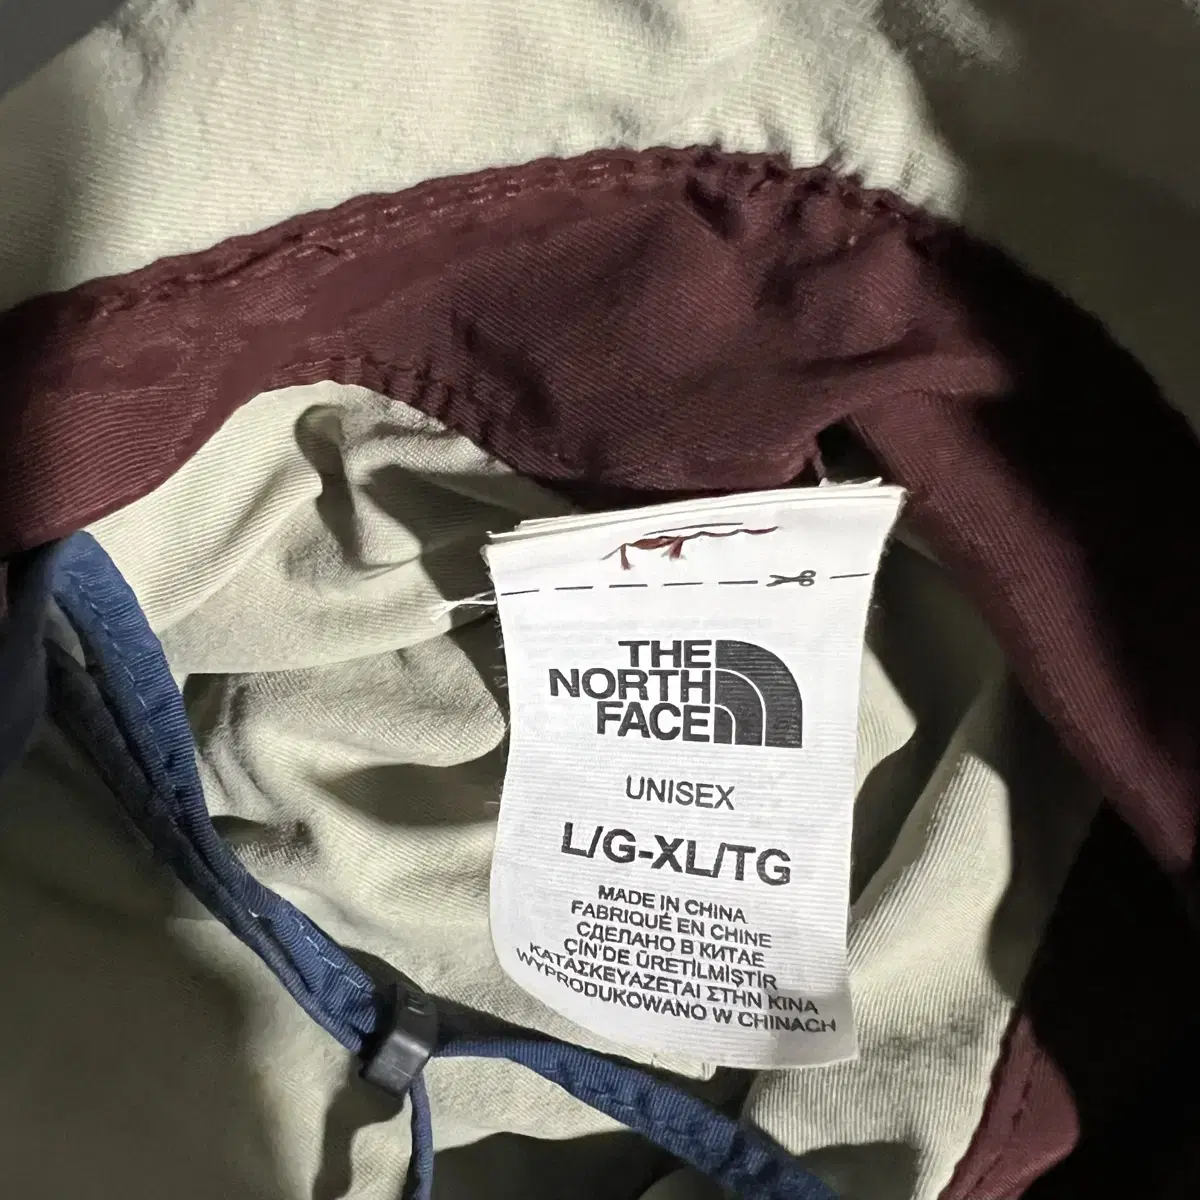 THE
NORTH
FACE
UNISEX
L/G-XL/TG
MADE IN CHINA
FABRIQUÉ EN CHINE
СДЕЛАНО В КИТАЕ
ÇİN'DE ÜRETİLMİŞTİR
ΚΑΤΑΣΚΕΥΑΖΕΤΑΙ ΣΤΗΝ ΚΙΝΑ
WYPRODUKOWANO W CHINACH